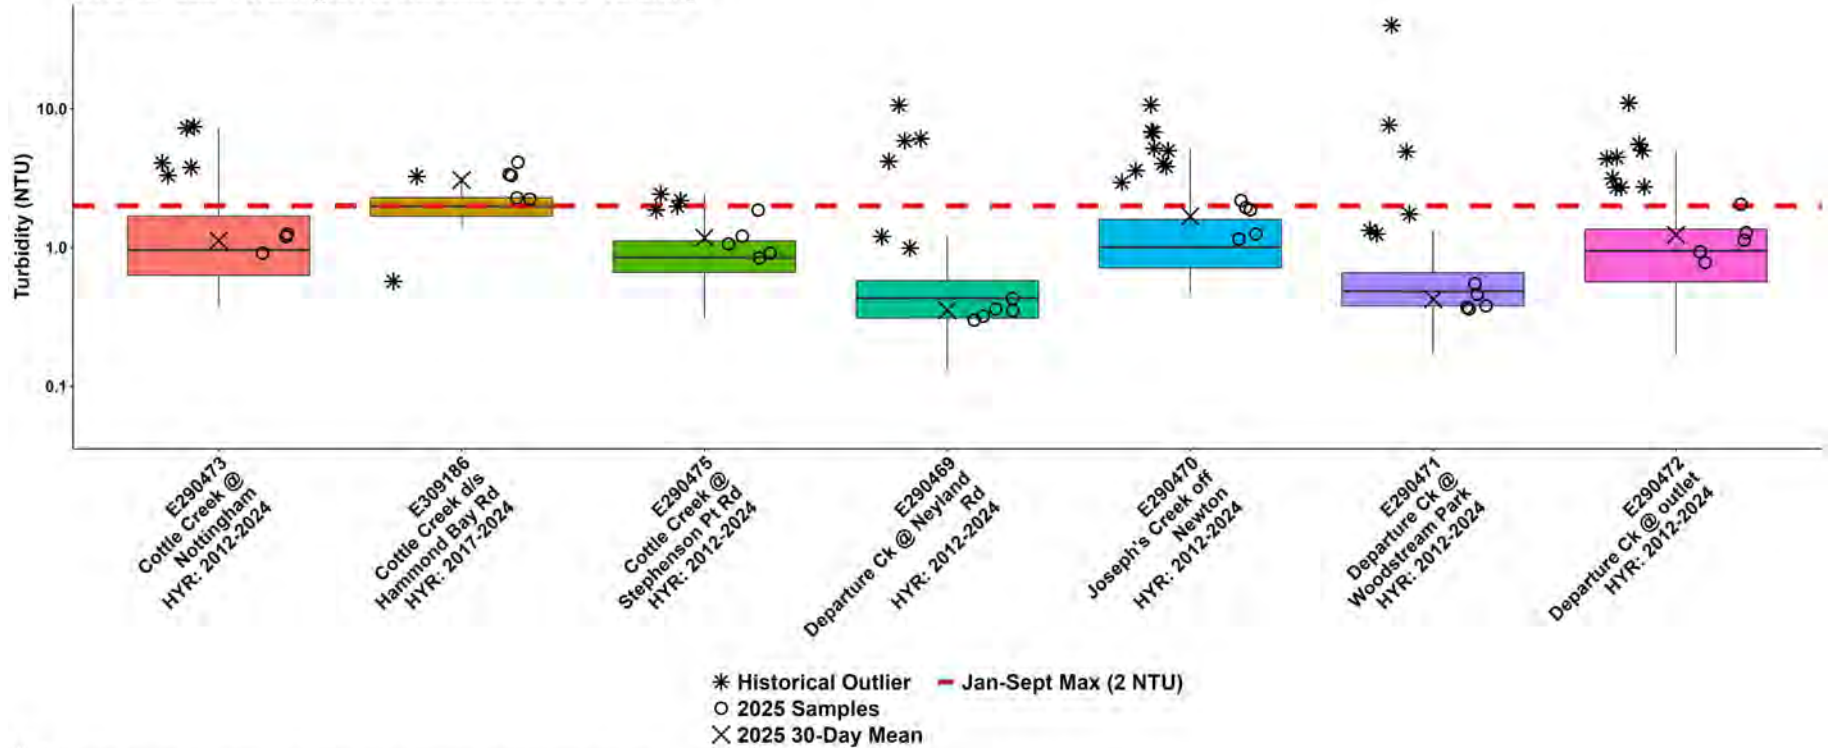 Turbidity (NTU)
10.0
1.0
0.1
E290473
Cottle Creek @
Nottingham
HYR: 2012-2024
E309186
Cottle Creek d/s
Hammond Bay Rd
HYR: 2017-2024
E290475
Cottle Creek @
Stephenson Pt Rd
HYR: 2012-2024
E290469
Departure Ck @ Neyland
Rd
HYR: 2012-2024
E290470
Joseph's Creek off
Newton
HYR: 2012-2024
E290471
Departure Ck @
Woodstream Park
HYR: 2012-2024
E290472
Departure Ck @ outlet
HYR: 2012-2024
Historical Outlier
Jan-Sept Max (2 NTU)
2025 Samples
2025 30-Day Mean